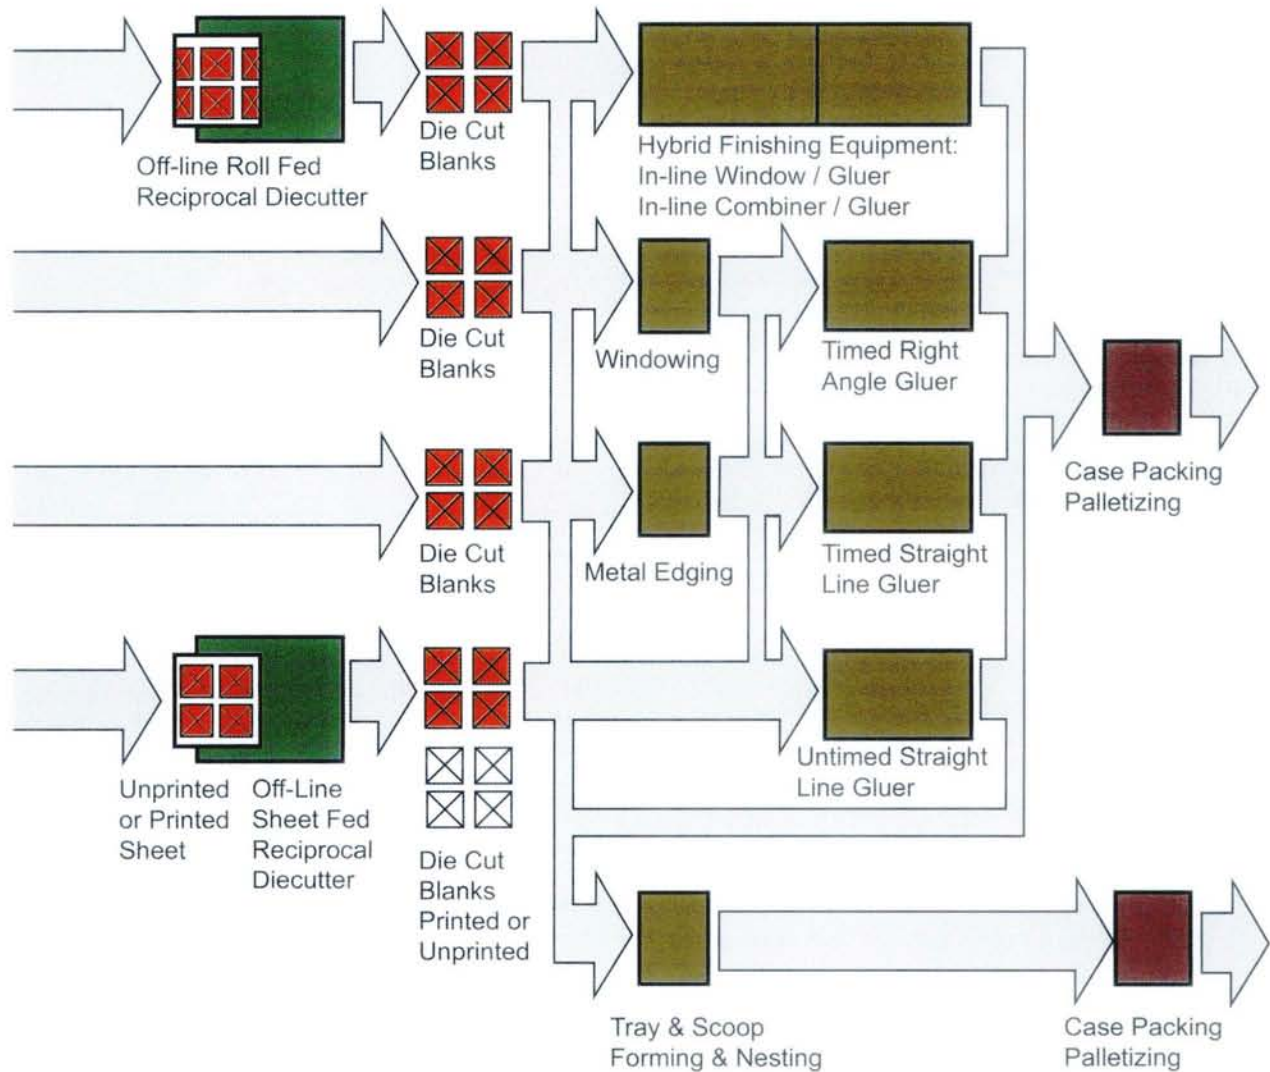 Off-line Roll Fed
Reciprocal Diecutter
Die Cut
Blanks
Hybrid Finishing Equipment:
In-line Window / Gluer
In-line Combiner / Gluer
Die Cut
Blanks
Windowing
Timed Right
Angle Gluer
Case Packing
Palletizing
Die Cut
Blanks
Metal Edging
Timed Straight
Line Gluer
Unprinted
or Printed
Sheet
Off-Line
Sheet Fed
Reciprocal
Diecutter
Die Cut
Blanks
Printed or
Unprinted
Untimed Straight
Line Gluer
Tray & Scoop
Forming & Nesting
Case Packing
Palletizing